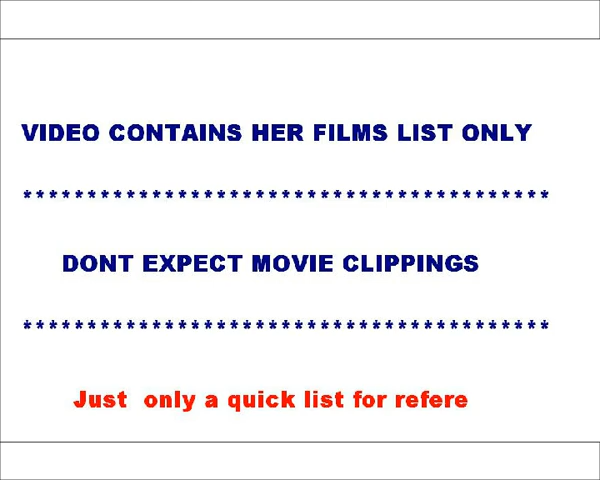 VIDEO CONTAINS HER FILMS LIST ONLY
*****************************************
DONT EXPECT MOVIE CLIPPINGS
*****************************************
Just only a quick list for refere